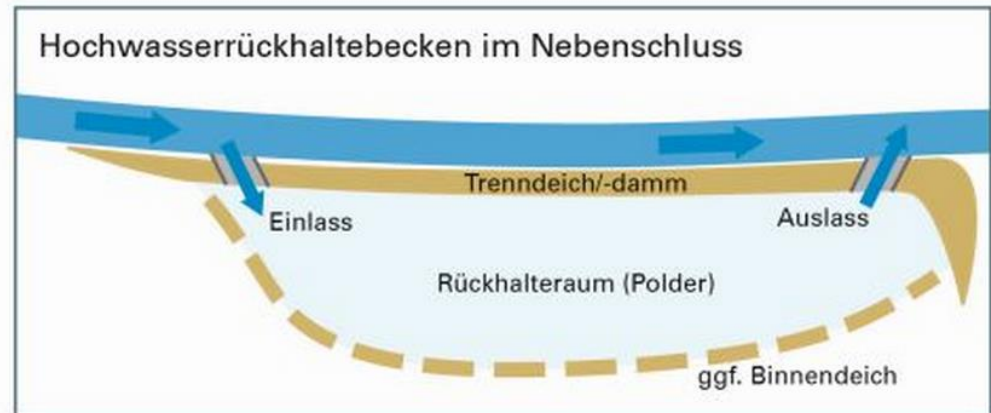 Hochwasserrückhaltebecken im Nebenschluss
Trenndeich/-damm
Einlass
Auslass
Rückhalteraum (Polder)
ggf. Binnendeich